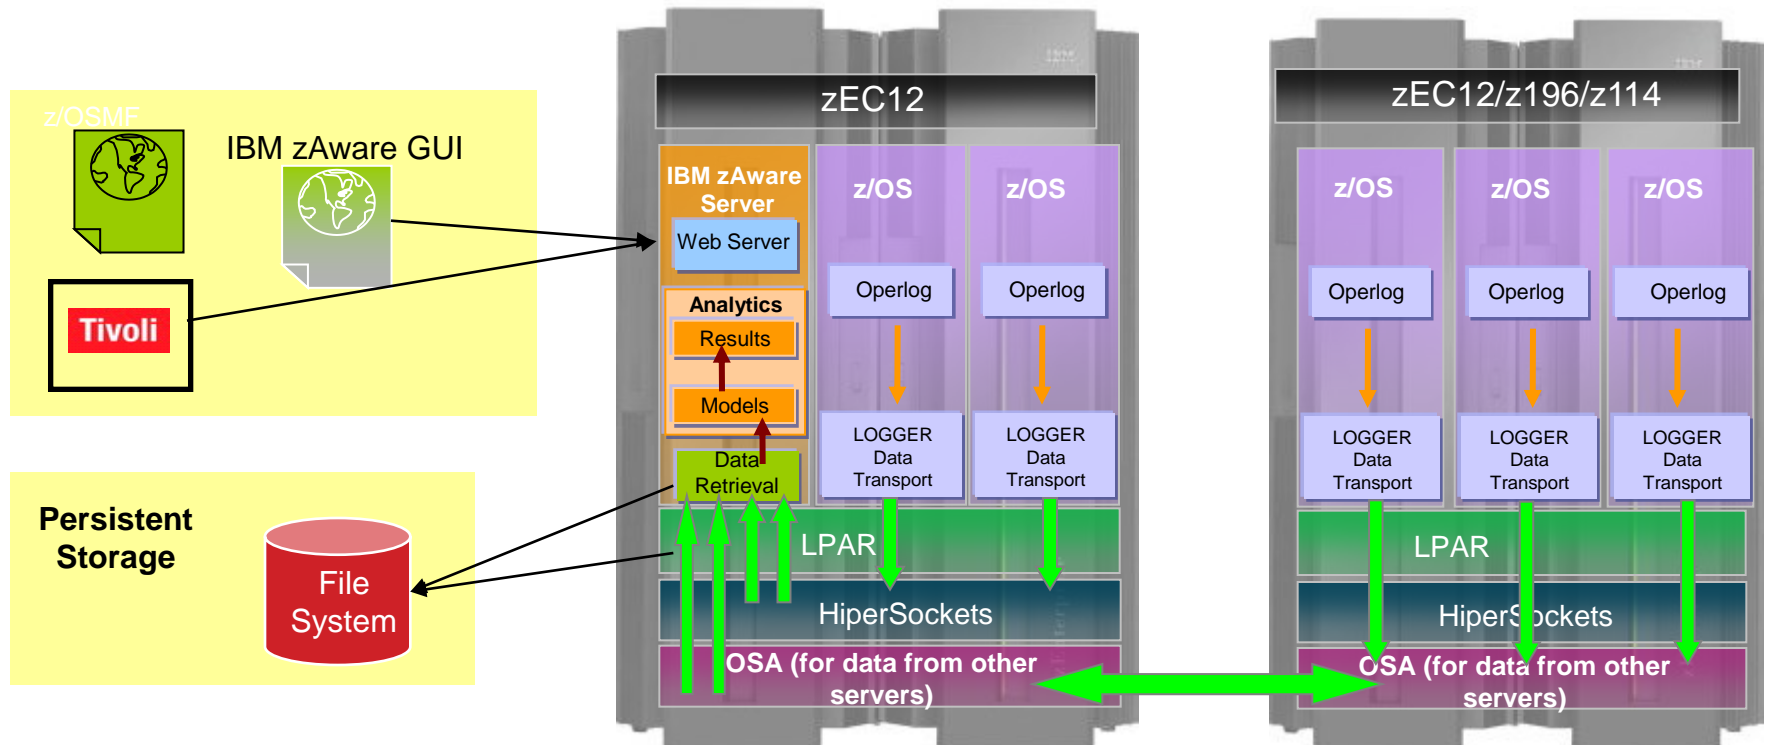 z/OSMF
IBM zAware GUI
Tivoli
Persistent
Storage
File
System
zEC12
IBM zAware
Server
Web Server
Analytics
Results
Models
Data
Retrieval
z/OS
Operlog
LOGGER
Data
Transport
z/OS
Operlog
LOGGER
Data
Transport
LPAR
HiperSockets
OSA (for data from other
servers)
zEC12/z196/z114
z/OS
Operlog
LOGGER
Data
Transport
z/OS
Operlog
LOGGER
Data
Transport
z/OS
Operlog
LOGGER
Data
Transport
LPAR
HiperSockets
OSA (for data from other
servers)